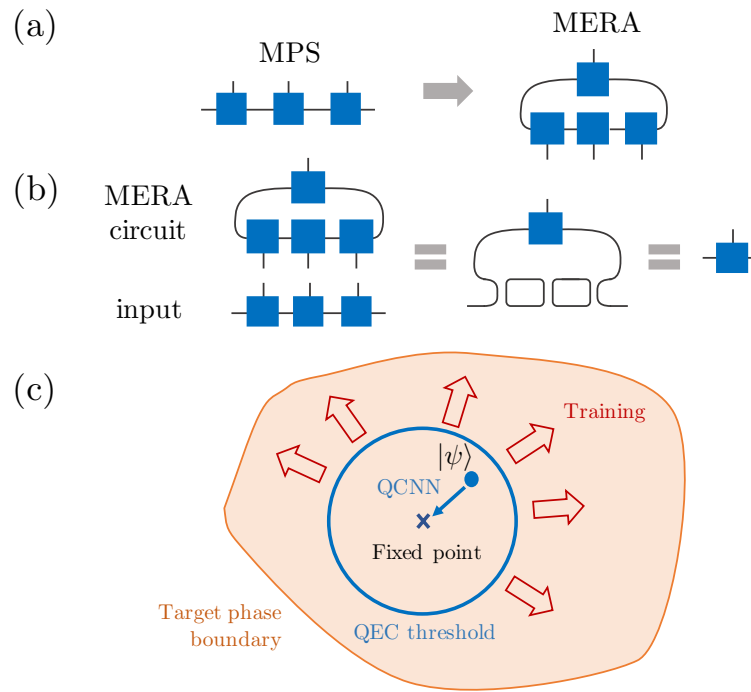 (a)
MPS
MERA
(b)
MERA
circuit
input
(c)
Training
|ψ⟩
QCNN
Fixed point
Target phase
boundary
QEC threshold